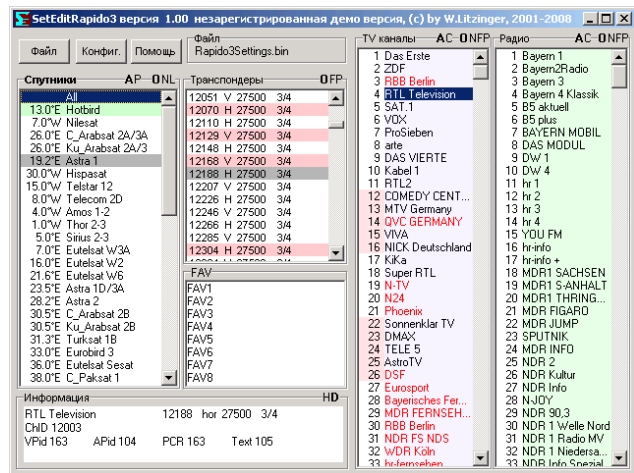 SetEditRapido3 версия 1.00 незарегистрированная демо версия, (c) by W.Litzinger, 2001-2008
Файл
Конфиг.
Помощь
Файл
Rapido3Settings.bin
Спутники AP ONL
All
13.0°E Hotbird
7.0°W Nilesat
26.0°E C_Arabsat 2A/3A
26.0°E Ku_Arabsat 2A/3
19.2°E Astra 1
30.0°W Hispasat
15.0°W Telstar 12
8.0°W Telecom 2D
4.0°W Amos 1-2
1.0°W Thor 2-3
5.0°E Sirius 2-3
7.0°E Eutelsat W3A
16.0°E Eutelsat W2
21.6°E Eutelsat W6
23.5°E Astra 1D/3A
28.2°E Astra 2
30.5°E C_Arabsat 2B
30.5°E Ku_Arabsat 2B
31.3°E Turksat 1B
33.0°E Eurobird 3
36.0°E Eutelsat Sesat
38.0°E C_Paksat 1
Транспондеры OFP
12051 V 27500 3/4
12070 H 27500 3/4
12110 H 27500 3/4
12129 V 27500 3/4
12148 H 27500 3/4
12168 V 27500 3/4
12188 H 27500 3/4
12207 V 27500 3/4
12226 H 27500 3/4
12246 V 27500 3/4
12266 H 27500 3/4
12285 V 27500 3/4
12304 H 27500 3/4
FAV
FAV1
FAV2
FAV3
FAV4
FAV5
FAV6
FAV7
FAV8
Информация HD
RTL Television 12188 hor 27500 3/4
ChID 12003
VPid 163 APid 104 PCR 163 Text 105
TV каналы AC ONFP
1 Das Erste
2 ZDF
3 RBB Berlin
4 RTL Television
5 SAT.1
6 VOX
7 ProSieben
8 arte
9 DAS VIERTE
10 Kabel 1
11 RTL2
12 COMEDY CENT...
13 MTV Germany
14 QVC GERMANY
15 VIVA
16 NICK Deutschland
17 KiKa
18 Super RTL
19 N-TV
20 N24
21 Phoenix
22 Sonnenklar TV
23 DMAX
24 TELE 5
25 AstroTV
26 DSF
27 Eurosport
28 Bayerisches Fer...
29 MDR FERNSEH...
30 RBB Berlin
31 NDR FS NDS
32 WDR Köln
33 hr-fernsehen
Радио AC ONFP
1 Bayern 1
2 Bayern2Radio
3 Bayern 3
4 Bayern 4 Klassik
5 B5 aktuell
6 B5 plus
7 BAYERN MOBIL
8 DAS MODUL
9 DW 1
10 DW 4
11 hr 1
12 hr 2
13 hr 3
14 hr 4
15 YOU FM
16 hr-info
17 hr-info +
18 MDR1 SACHSEN
19 MDR1 S-ANHALT
20 MDR1 THRING...
21 MDR FIGARO
22 MDR JUMP
23 SPUTNIK
24 MDR INFO
25 NDR 2
26 NDR Kultur
27 NDR Info
28 N-JOY
29 NDR 90,3
30 NDR 1 Welle Nord
31 NDR 1 Radio MV
32 NDR 1 Niedersa...
33 NDR Info Spezial